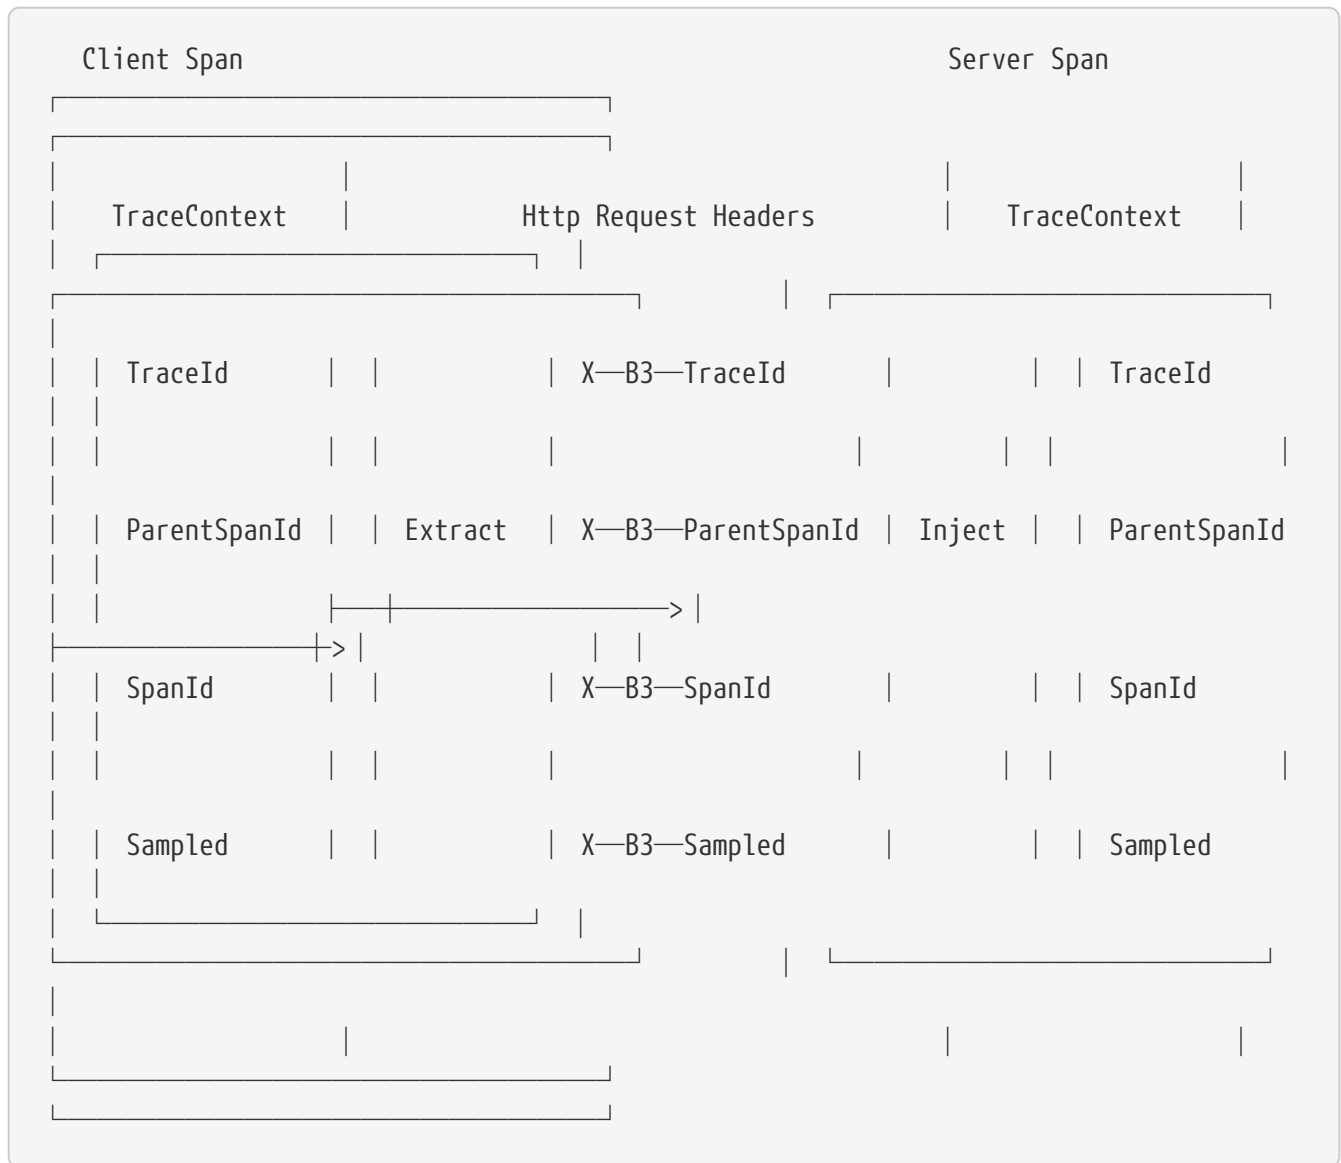 Client Span Server Span
TraceContext Http Request Headers TraceContext
TraceId X─B3─TraceId TraceId
ParentSpanId Extract X─B3─ParentSpanId Inject ParentSpanId
SpanId X─B3─SpanId SpanId
Sampled X─B3─Sampled Sampled